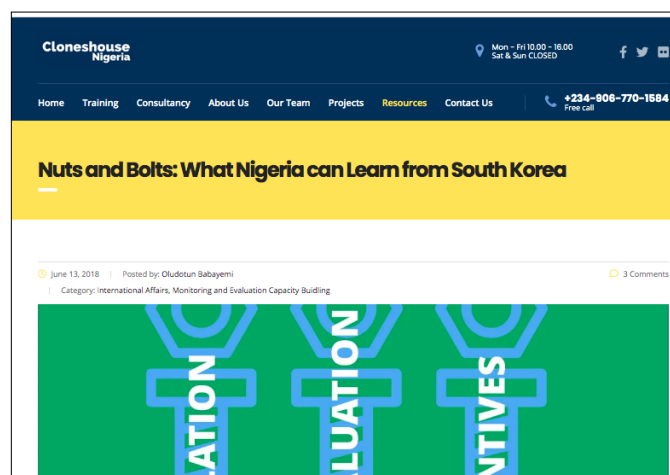 Cloneshouse
Nigeria
Mon - Fri 10.00 - 16.00
Sat & Sun CLOSED
Home Training Consultancy About Us Our Team Projects Resources Contact Us
+234-906-770-1584
Free call
Nuts and Bolts: What Nigeria can Learn from South Korea
June 13, 2018 Posted by: Oludotun Babayemi 3 Comments
Category: International Affairs, Monitoring and Evaluation Capacity Buidling
ATION
LUATION
NTIVES